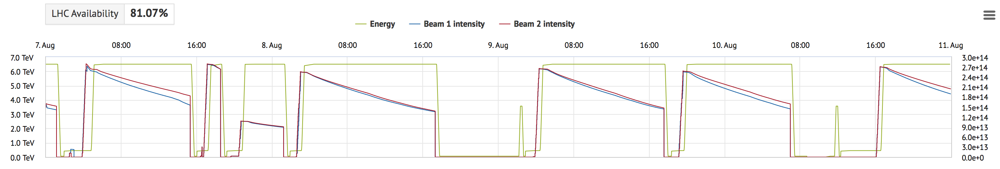 LHC Availability 81.07%
Energy Beam 1 intensity Beam 2 intensity
7. Aug 08:00 16:00 8. Aug 08:00 16:00 9. Aug 08:00 16:00 10. Aug 08:00 16:00 11. Aug
7.0 TeV 3.0e+14
2.7e+14
6.0 TeV 2.4e+14
5.0 TeV 2.1e+14
4.0 TeV 1.8e+14
1.5e+14
3.0 TeV 1.2e+14
2.0 TeV 9.0e+13
6.0e+13
1.0 TeV 3.0e+13
0.0 TeV 0.0e+0